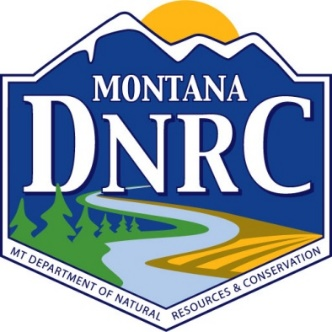 MONTANA
DNRC
MT DEPARTMENT OF NATURAL RESOURCES & CONSERVATION